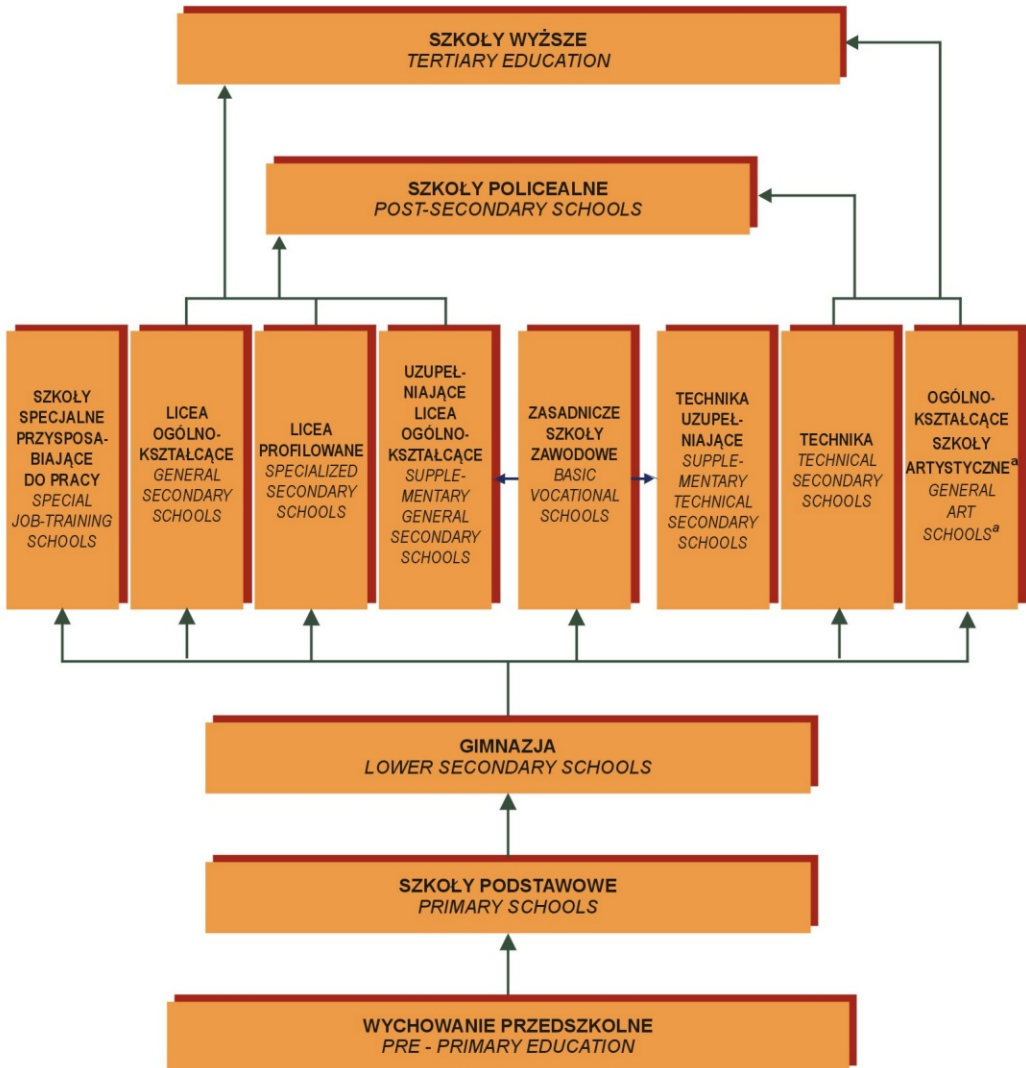 SZKOŁY WYŻSZE
TERTIARY EDUCATION
SZKOŁY POLICEALNE
POST-SECONDARY SCHOOLS
SZKOŁY
SPECJALNE
PRZYSPOSA-
BIAJĄCE
DO PRACY
SPECIAL
JOB-TRAINING
SCHOOLS
LICEA
OGÓLNO-
KSZTAŁCĄCE
GENERAL
SECONDARY
SCHOOLS
LICEA
PROFILOWANE
SPECIALIZED
SECONDARY
SCHOOLS
UZUPEŁ-
NIAJĄCE
LICEA
OGÓLNO-
KSZTAŁCĄCE
SUPPLE-
MENTARY
GENERAL
SECONDARY
SCHOOLS
ZASADNICZE
SZKOŁY
ZAWODOWE
BASIC
VOCATIONAL
SCHOOLS
TECHNIKA
UZUPEŁ-
NIAJĄCE
SUPPLE-
MENTARY
TECHNICAL
SECONDARY
SCHOOLS
TECHNIKA
TECHNICAL
SECONDARY
SCHOOLS
OGÓLNO-
KSZTAŁCĄCE
SZKOŁY
ARTYSTYCZNEª
GENERAL
ART
SCHOOLSª
GIMNAZJA
LOWER SECONDARY SCHOOLS
SZKOŁY PODSTAWOWE
PRIMARY SCHOOLS
WYCHOWANIE PRZEDSZKOLNE
PRE - PRIMARY EDUCATION